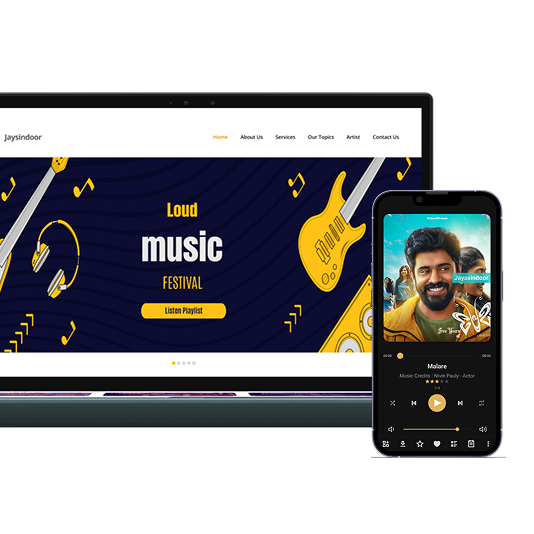 Jaysindoor
Home About Us Services Our Topics Artist Contact Us
Loud
music
FESTIVAL
Listen Playlist
Jayasindoor
00:00 00:00
Malare
Music Credits : Nivin Pauly - Actor